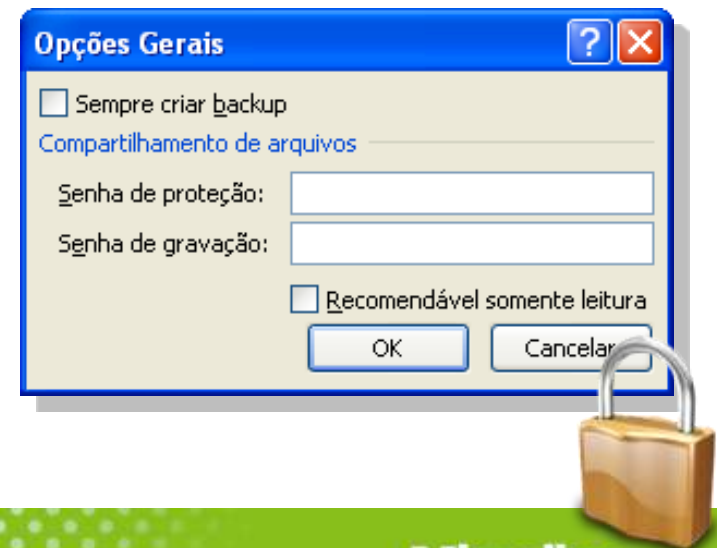 Opções Gerais
?
Sempre criar backup
Compartilhamento de arquivos
Senha de proteção:
Senha de gravação:
Recomendável somente leitura
OK
Cancelar